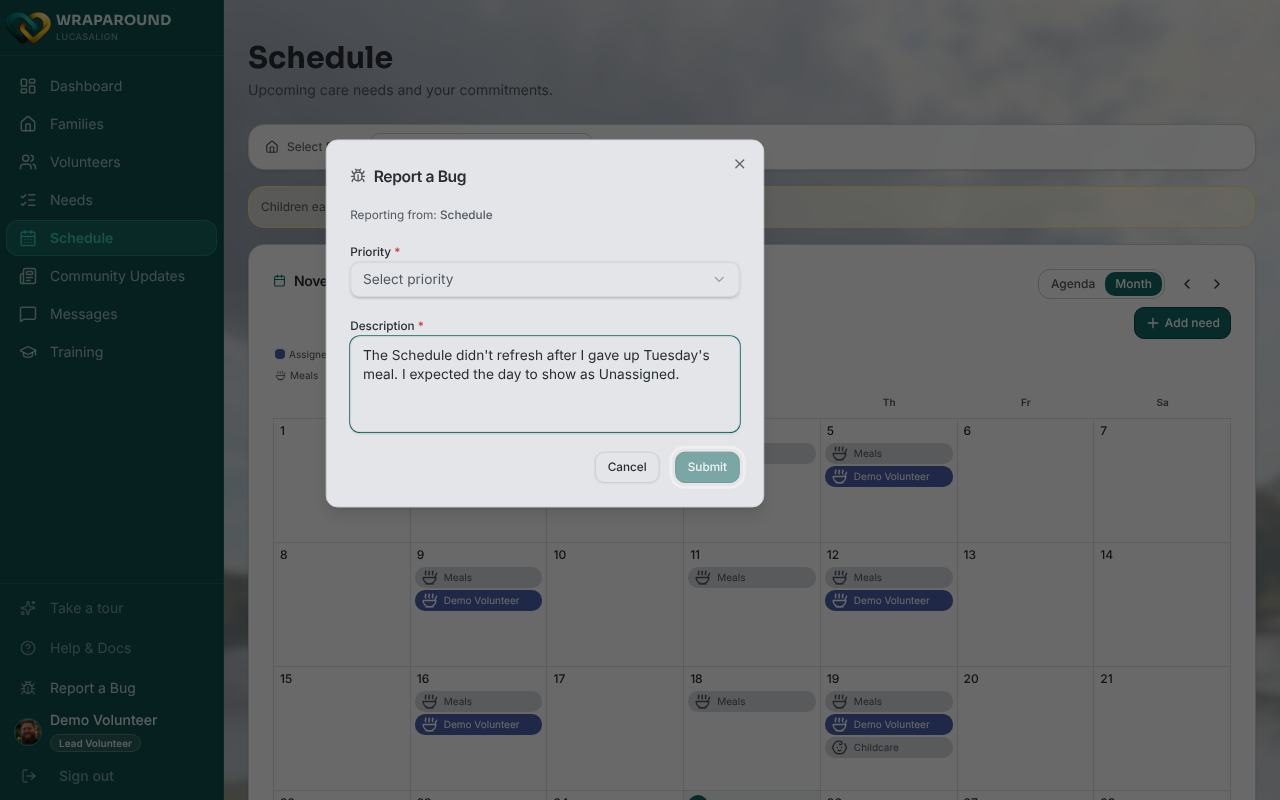 WRAPAROUND
LUCASALIGN
Dashboard
Families
Volunteers
Needs
Schedule
Community Updates
Messages
Training
Take a tour
Help & Docs
Report a Bug
Demo Volunteer
Lead Volunteer
Sign out
Schedule
Upcoming care needs and your commitments.
Select
Children
Agenda
Month
Add need
Meals
Th
Fr
Sa
Report a Bug
Reporting from: Schedule
Priority *
Select priority
Description *
The Schedule didn't refresh after I gave up Tuesday's
meal. I expected the day to show as Unassigned.
Cancel
Submit
1
5
Meals
Demo Volunteer
6
7
8
9
Meals
Demo Volunteer
10
11
Meals
12
Meals
Demo Volunteer
13
14
15
16
Meals
Demo Volunteer
17
18
Meals
19
Meals
Demo Volunteer
Childcare
20
21